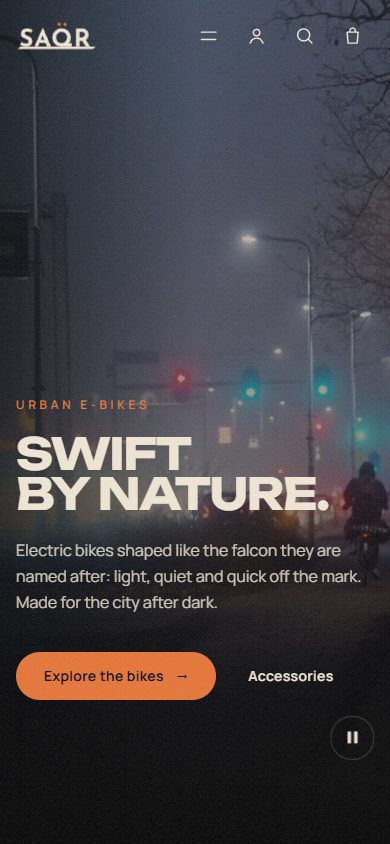 SAQ̈R
URBAN E-BIKES
SWIFT
BY NATURE.
Electric bikes shaped like the falcon they are
named after: light, quiet and quick off the mark.
Made for the city after dark.
Explore the bikes →
Accessories